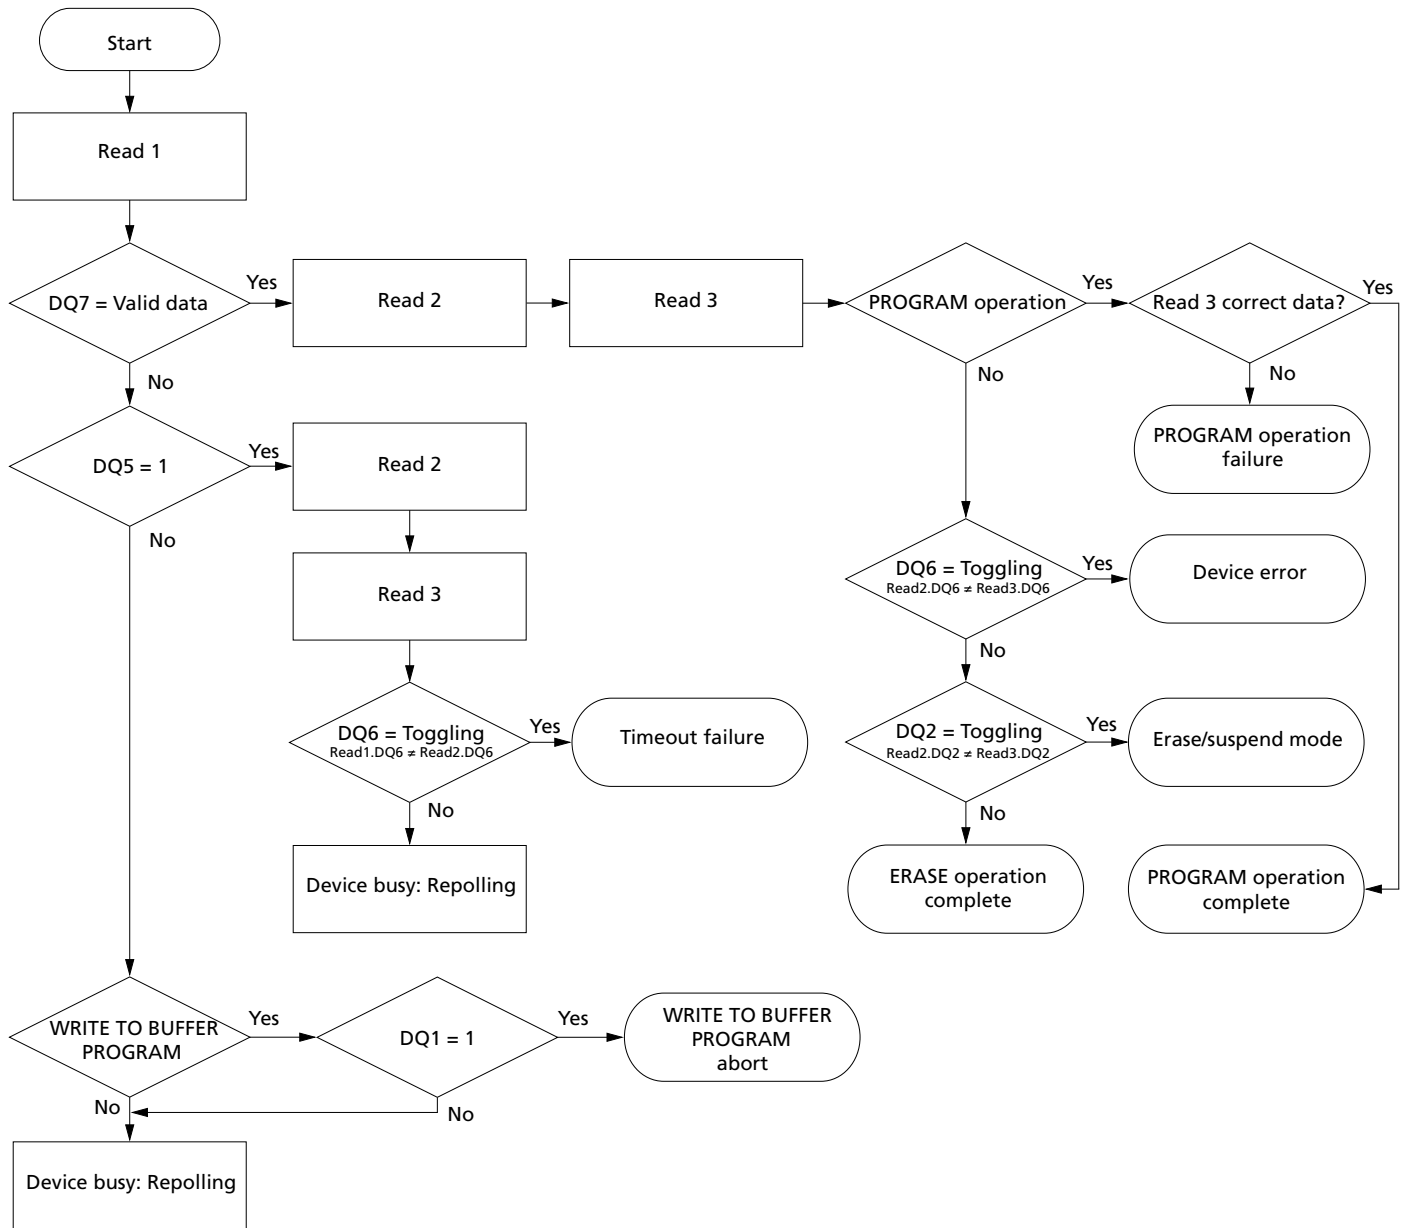 Start
Read 1
DQ7 = Valid data
Yes
No
Read 2
Read 3
PROGRAM operation
Yes
No
Read 3 correct data?
Yes
No
PROGRAM operation
failure
DQ5 = 1
Yes
No
Read 2
Read 3
DQ6 = Toggling
Read1.DQ6 ≠ Read2.DQ6
Yes
No
Timeout failure
Device busy: Repolling
DQ6 = Toggling
Read2.DQ6 ≠ Read3.DQ6
Yes
No
Device error
DQ2 = Toggling
Read2.DQ2 ≠ Read3.DQ2
Yes
No
Erase/suspend mode
ERASE operation
complete
PROGRAM operation
complete
WRITE TO BUFFER
PROGRAM
Yes
No
DQ1 = 1
Yes
No
WRITE TO BUFFER
PROGRAM
abort
Device busy: Repolling